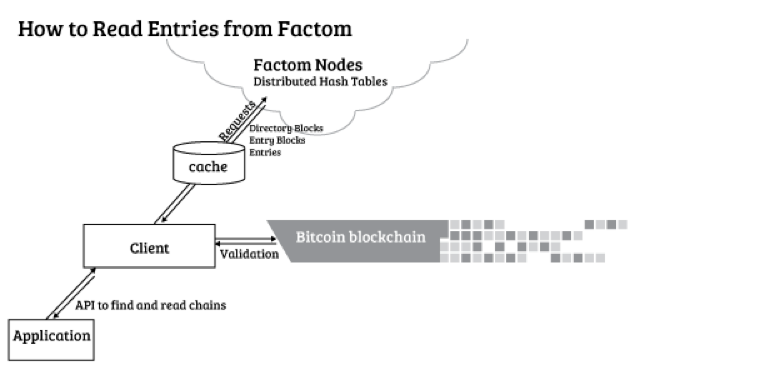 How to Read Entries from Factom
Factom Nodes
Distributed Hash Tables
Requests
Directory Blocks
Entry Blocks
Entries
cache
Client
Bitcoin blockchain
Validation
API to find and read chains
Application